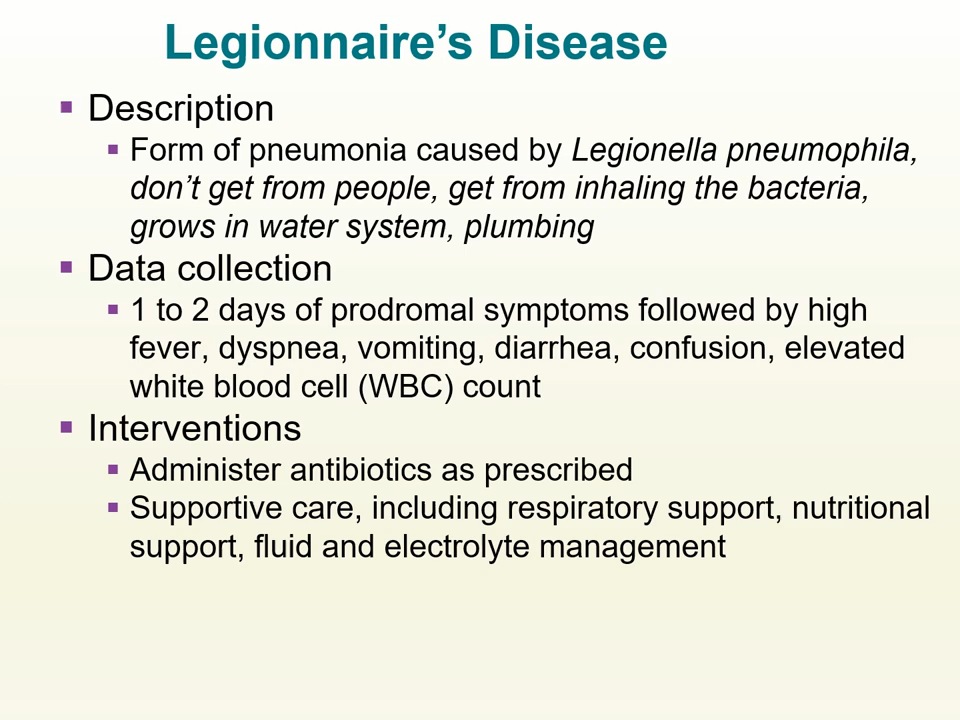 Legionnaire’s Disease
Description
Form of pneumonia caused by Legionella pneumophila,
don’t get from people, get from inhaling the bacteria,
grows in water system, plumbing
Data collection
1 to 2 days of prodromal symptoms followed by high
fever, dyspnea, vomiting, diarrhea, confusion, elevated
white blood cell (WBC) count
Interventions
Administer antibiotics as prescribed
Supportive care, including respiratory support, nutritional
support, fluid and electrolyte management